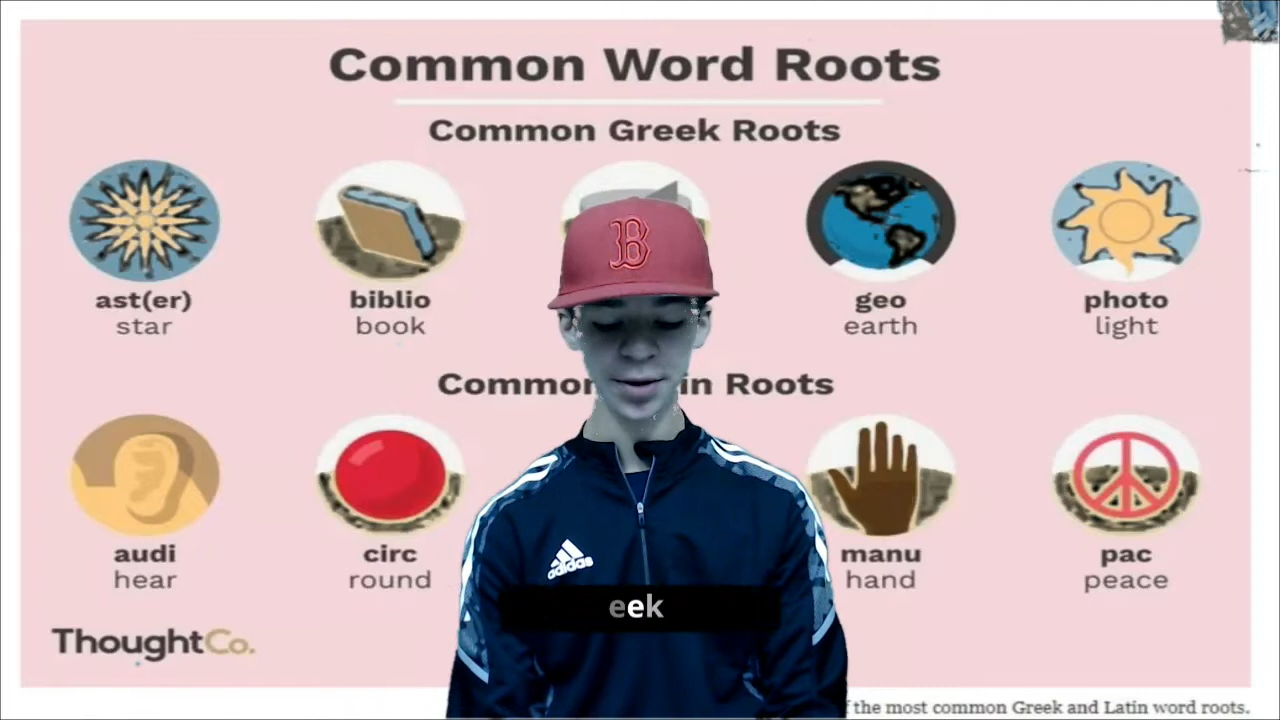 Common Word Roots
Common Greek Roots
ast(er) biblio geo photo
star book earth light
Common in Roots
audi circ manu pac
hear round hand peace
B
adidas
eek
ThoughtCo.
the most common Greek and Latin word roots.